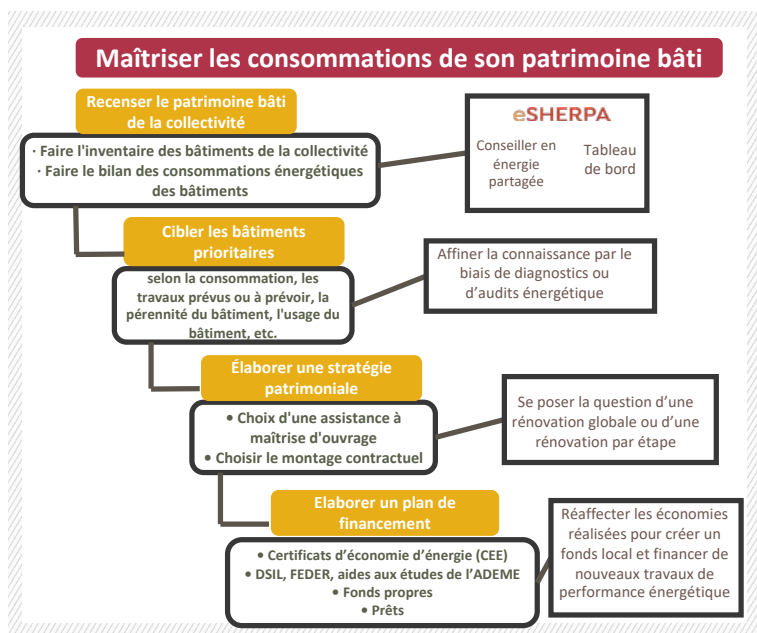 Maîtriser les consommations de son patrimoine bâti
Recenser le patrimoine bâti
de la collectivité
· Faire l'inventaire des bâtiments de la collectivité
· Faire le bilan des consommations énergétiques
des bâtiments
eSHERPA
Conseiller en
énergie
partagée
Tableau
de bord
Cibler les bâtiments
prioritaires
selon la consommation, les
travaux prévus ou à prévoir, la
pérennité du bâtiment, l'usage du
bâtiment, etc.
Affiner la connaissance par le
biais de diagnostics ou
d’audits énergétique
Élaborer une stratégie
patrimoniale
• Choix d'une assistance à
maîtrise d'ouvrage
• Choisir le montage contractuel
Se poser la question d’une
rénovation globale ou d’une
rénovation par étape
Elaborer un plan de
financement
• Certificats d’économie d’énergie (CEE)
• DSIL, FEDER, aides aux études de l’ADEME
• Fonds propres
• Prêts
Réaffecter les économies
réalisées pour créer un
fonds local et financer de
nouveaux travaux de
performance énergétique